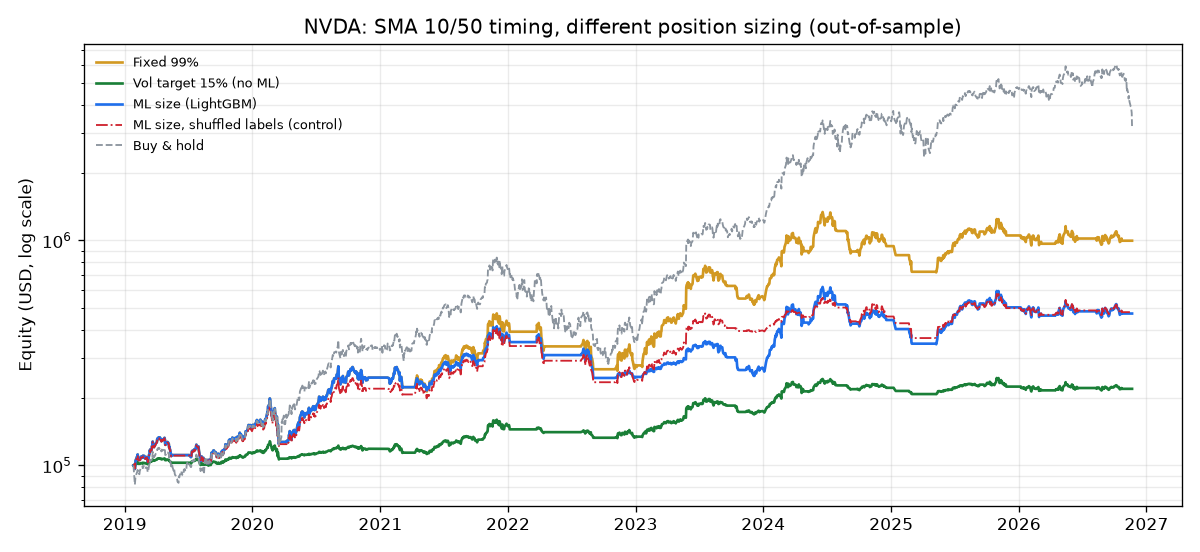 NVDA: SMA 10/50 timing, different position sizing (out-of-sample)
Fixed 99%
Vol target 15% (no ML)
ML size (LightGBM)
ML size, shuffled labels (control)
Buy & hold
Equity (USD, log scale)
10⁶
10⁵
2019 2020 2021 2022 2023 2024 2025 2026 2027